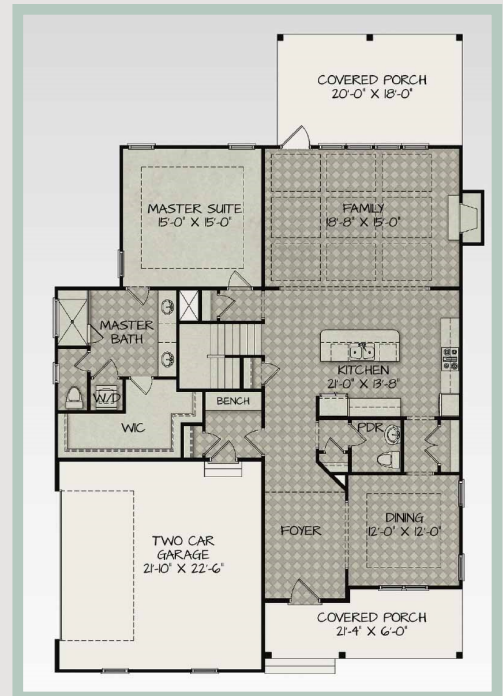 COVERED PORCH
20'-0" X 18'-0"
MASTER SUITE
15'-0" X 15'-0"
FAMILY
18'-8" X 15'-0"
MASTER
BATH
KITCHEN
21'-0" X 13'-8"
W/D
BENCH
WIC
PDR
TWO CAR
GARAGE
21'-10" X 22'-6"
FOYER
DINING
12'-0" X 12'-0"
COVERED PORCH
21'-4" X 6'-0"